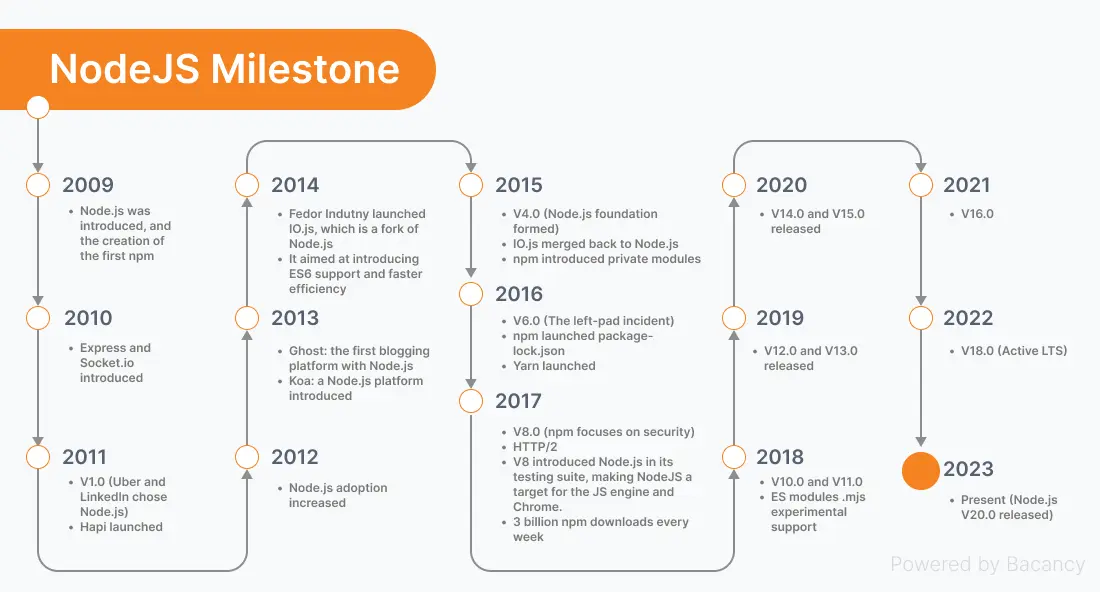 NodeJS Milestone
2009
• Node.js was
introduced, and
the creation of
the first npm
2010
• Express and
Socket.io
introduced
2011
• V1.0 (Uber and
LinkedIn chose
Node.js)
• Hapi launched
2012
• Node.js adoption
increased
2013
• Ghost: the first blogging
platform with Node.js
• Koa: a Node.js platform
introduced
2014
• Fedor Indutny launched
IO.js, which is a fork of
Node.js
• It aimed at introducing
ES6 support and faster
efficiency
2015
• V4.0 (Node.js foundation
formed)
• IO.js merged back to Node.js
• npm introduced private modules
2016
• V6.0 (The left-pad incident)
• npm launched package-
lock.json
• Yarn launched
2017
• V8.0 (npm focuses on security)
• HTTP/2
• V8 introduced Node.js in its
testing suite, making NodeJS a
target for the JS engine and
Chrome.
• 3 billion npm downloads every
week
2018
• V10.0 and V11.0
• ES modules .mjs
experimental
support
2019
• V12.0 and V13.0
released
2020
• V14.0 and V15.0
released
2021
• V16.0
2022
• V18.0 (Active LTS)
2023
• Present (Node.js
V20.0 released)
Powered by Bacancy